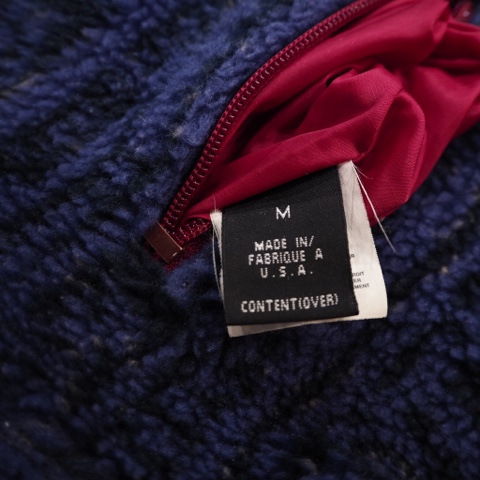 M
MADE IN/
FABRIQUE A
U.S.A.
CONTENT(OVER)